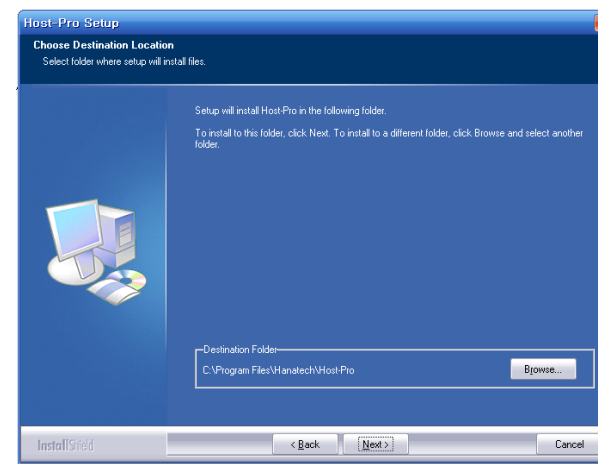 Host-Pro Setup
Choose Destination Location
Select folder where setup will install files.
Setup will install Host-Pro in the following folder.
To install to this folder, click Next. To install to a different folder, click Browse and select another
folder.
Destination Folder
C:\Program Files\Hanatech\Host-Pro
Browse...
InstallShield
< Back
Next >
Cancel